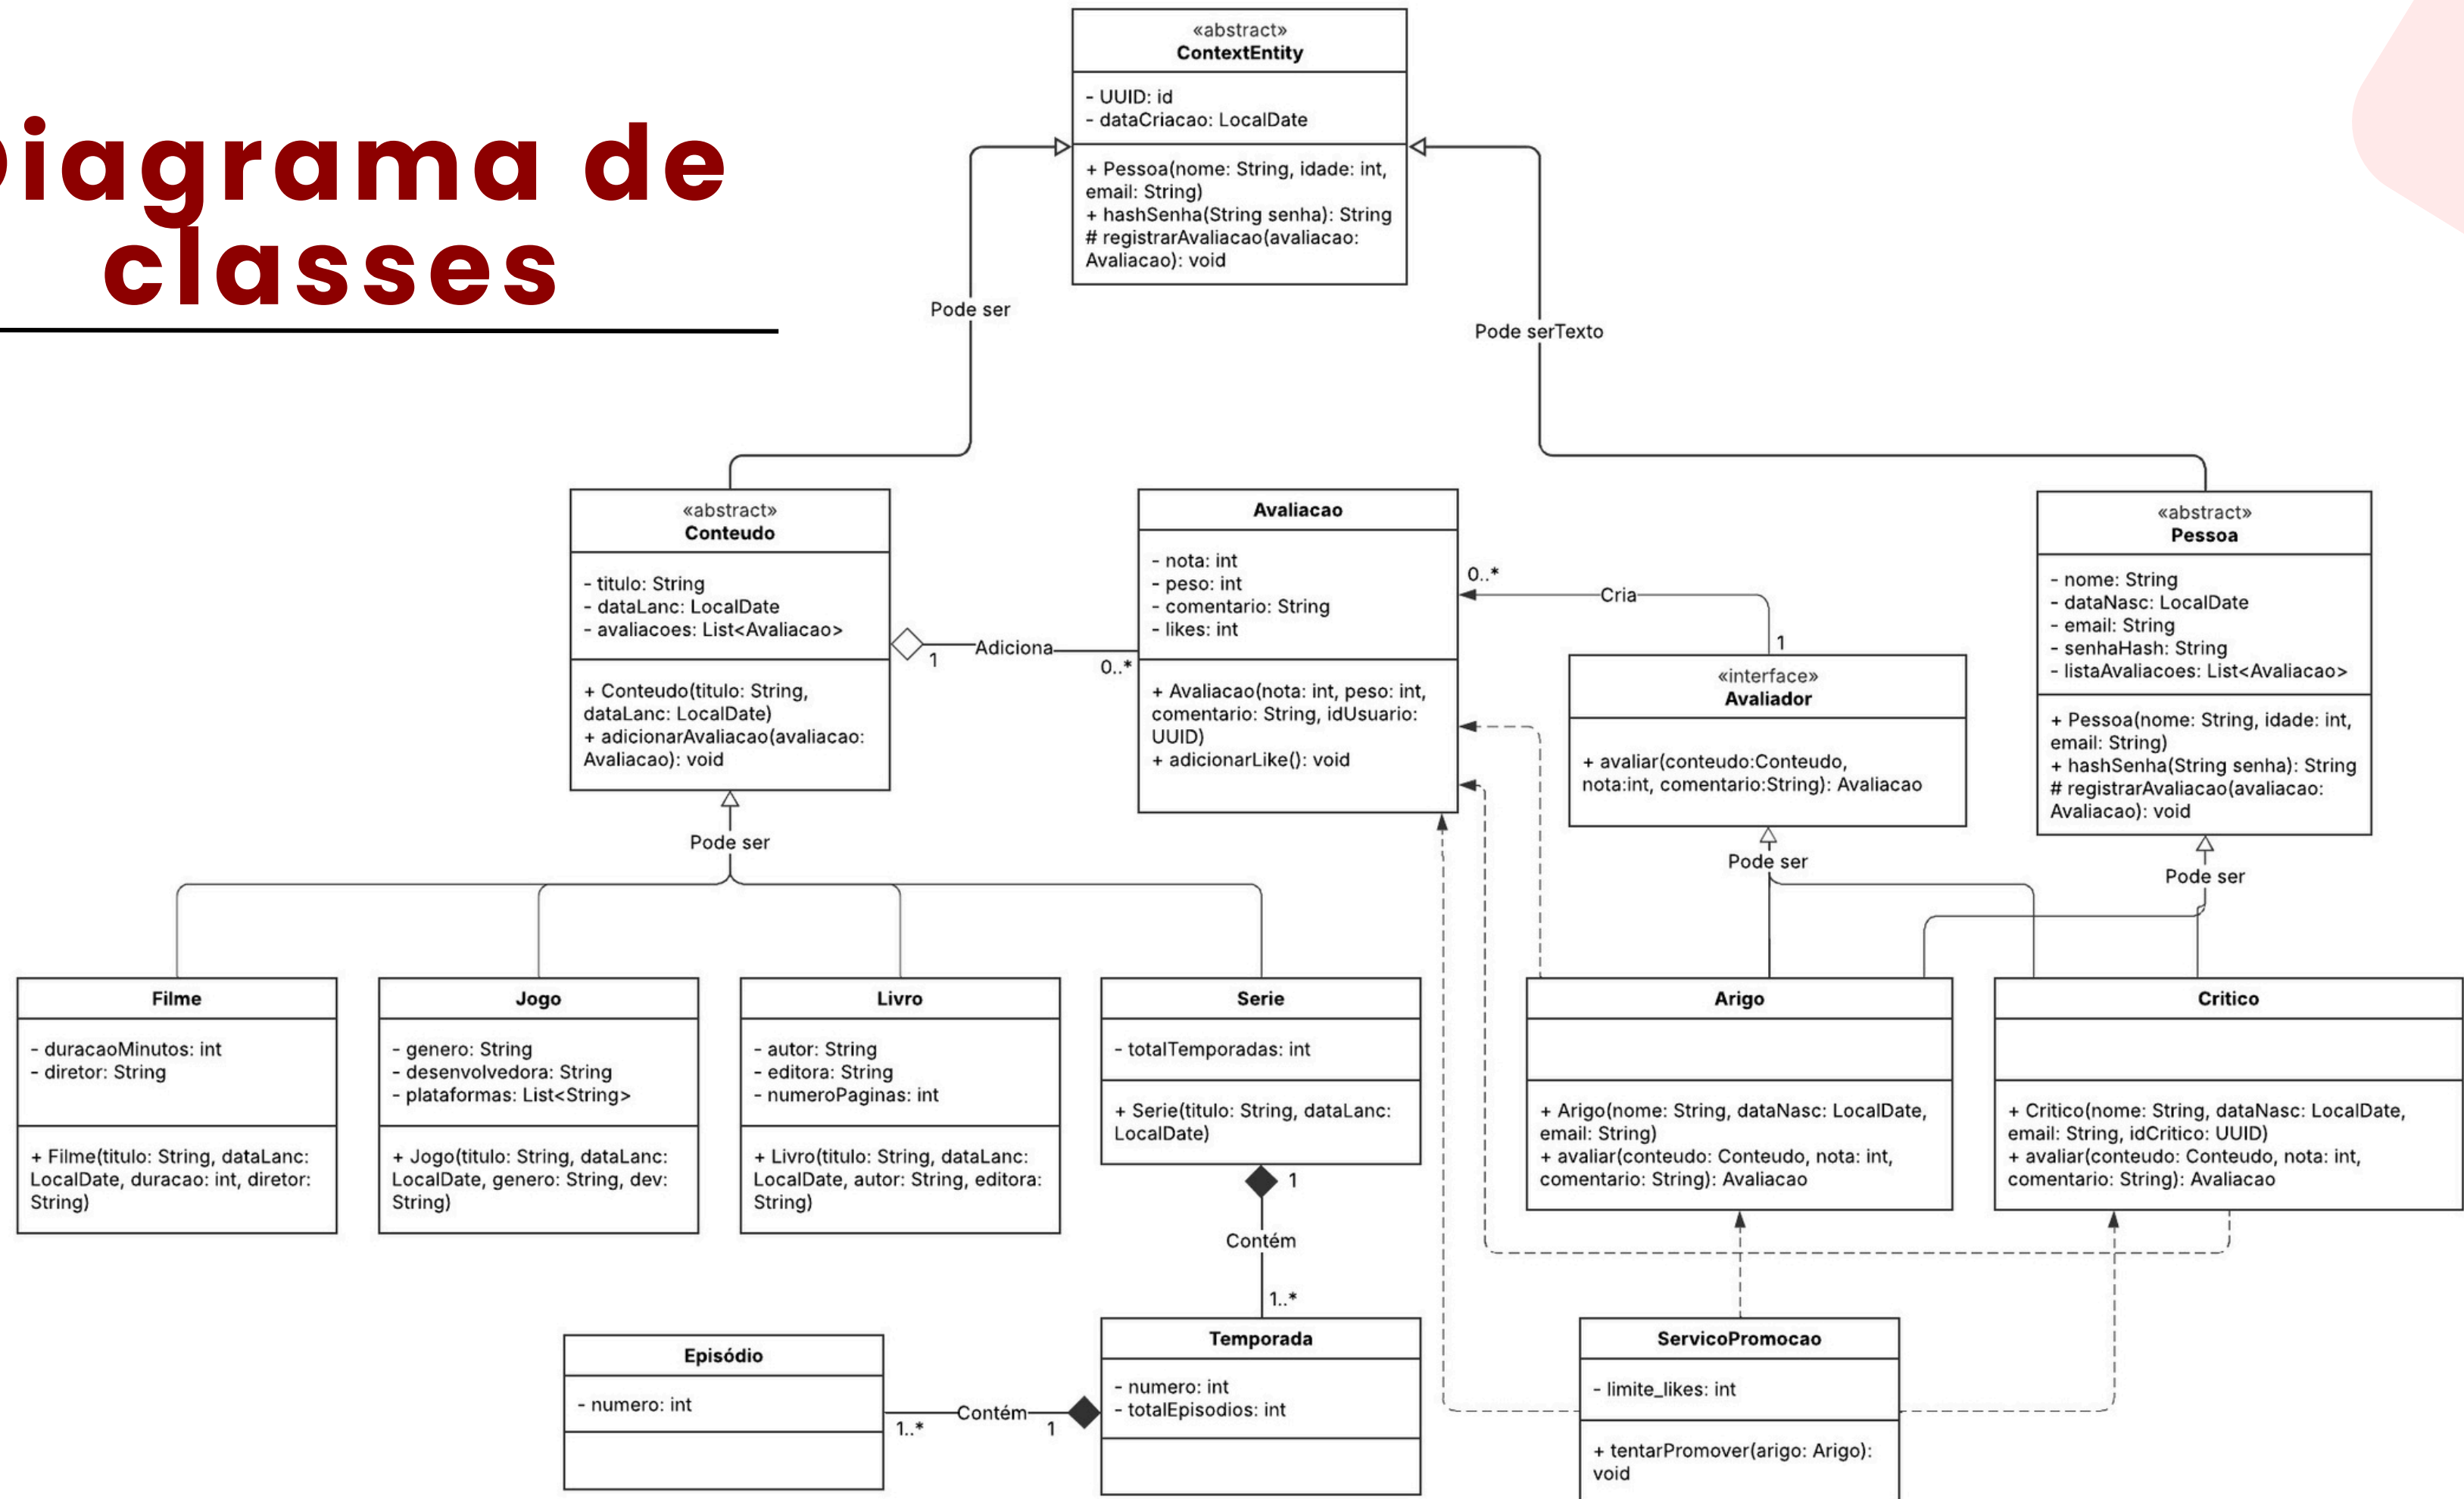 Diagrama de
classes
«abstract»
ContextEntity
- UUID: id
- dataCriacao: LocalDate
+ Pessoa(nome: String, idade: int,
email: String)
+ hashSenha(String senha): String
# registrarAvaliacao(avaliacao:
Avaliacao): void
Pode ser
Pode serTexto
«abstract»
Conteudo
- titulo: String
- dataLanc: LocalDate
- avaliacoes: List<Avaliacao>
+ Conteudo(titulo: String,
dataLanc: LocalDate)
+ adicionarAvaliacao(avaliacao:
Avaliacao): void
1
Adiciona
0..*
Avaliacao
- nota: int
- peso: int
- comentario: String
- likes: int
+ Avaliacao(nota: int, peso: int,
comentario: String, idUsuario:
UUID)
+ adicionarLike(): void
0..*
Cria
1
«interface»
Avaliador
+ avaliar(conteudo:Conteudo,
nota:int, comentario:String): Avaliacao
«abstract»
Pessoa
- nome: String
- dataNasc: LocalDate
- email: String
- senhaHash: String
- listaAvaliacoes: List<Avaliacao>
+ Pessoa(nome: String, idade: int,
email: String)
+ hashSenha(String senha): String
# registrarAvaliacao(avaliacao:
Avaliacao): void
Pode ser
Pode ser
Pode ser
Filme
- duracaoMinutos: int
- diretor: String
+ Filme(titulo: String, dataLanc:
LocalDate, duracao: int, diretor:
String)
Jogo
- genero: String
- desenvolvedora: String
- plataformas: List<String>
+ Jogo(titulo: String, dataLanc:
LocalDate, genero: String, dev:
String)
Livro
- autor: String
- editora: String
- numeroPaginas: int
+ Livro(titulo: String, dataLanc:
LocalDate, autor: String, editora:
String)
Serie
- totalTemporadas: int
+ Serie(titulo: String, dataLanc:
LocalDate)
Arigo
+ Arigo(nome: String, dataNasc: LocalDate,
email: String)
+ avaliar(conteudo: Conteudo, nota: int,
comentario: String): Avaliacao
Critico
+ Critico(nome: String, dataNasc: LocalDate,
email: String, idCritico: UUID)
+ avaliar(conteudo: Conteudo, nota: int,
comentario: String): Avaliacao
1
Contém
1..*
Episódio
- numero: int
1..*
Contém
1
Temporada
- numero: int
- totalEpisodios: int
ServicoPromocao
- limite_likes: int
+ tentarPromover(arigo: Arigo):
void